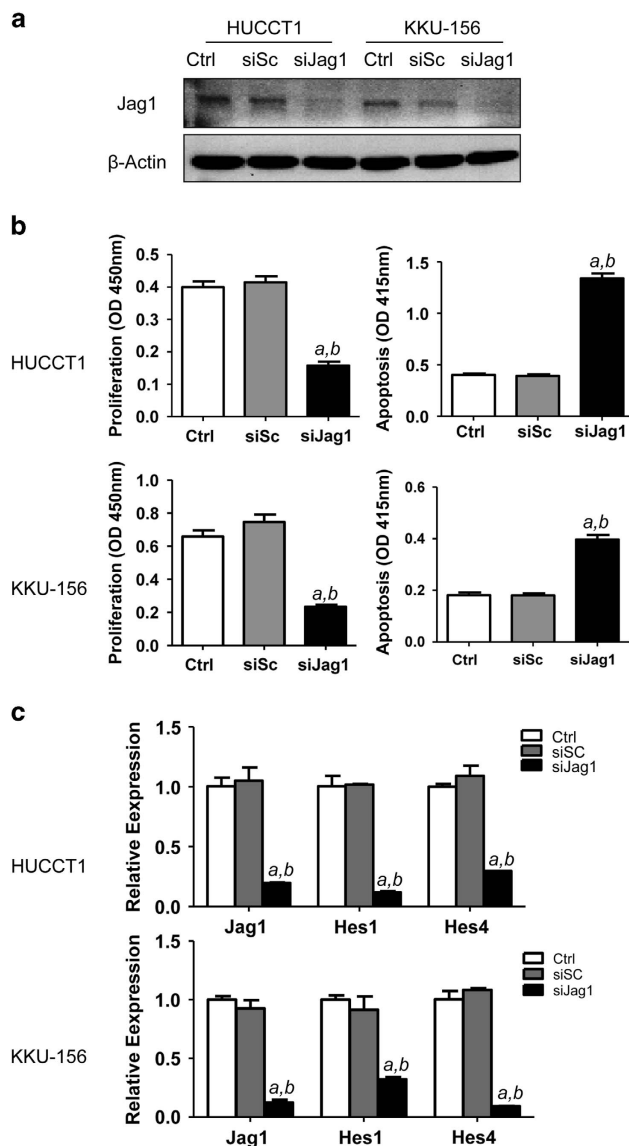 a
HUCCT1 KKU-156
Ctrl siSc siJag1 Ctrl siSc siJag1
Jag1
β-Actin
b
HUCCT1
Proliferation (OD 450nm)
0.5
0.4
0.3
0.2
0.1
0.0
a,b
Ctrl siSc siJag1
Apoptosis (OD 415nm)
1.5
1.0
0.5
0.0
a,b
Ctrl siSc siJag1
KKU-156
Proliferation (OD 450nm)
1.0
0.8
0.6
0.4
0.2
0.0
a,b
Ctrl siSc siJag1
Apoptosis (OD 415nm)
0.6
0.4
0.2
0.0
a,b
Ctrl siSc siJag1
c
HUCCT1
Relative Eexpression
1.5
1.0
0.5
0.0
a,b a,b a,b
Jag1 Hes1 Hes4
Ctrl
siSC
siJag1
KKU-156
Relative Eexpression
1.5
1.0
0.5
0.0
a,b a,b a,b
Jag1 Hes1 Hes4
Ctrl
siSC
siJag1